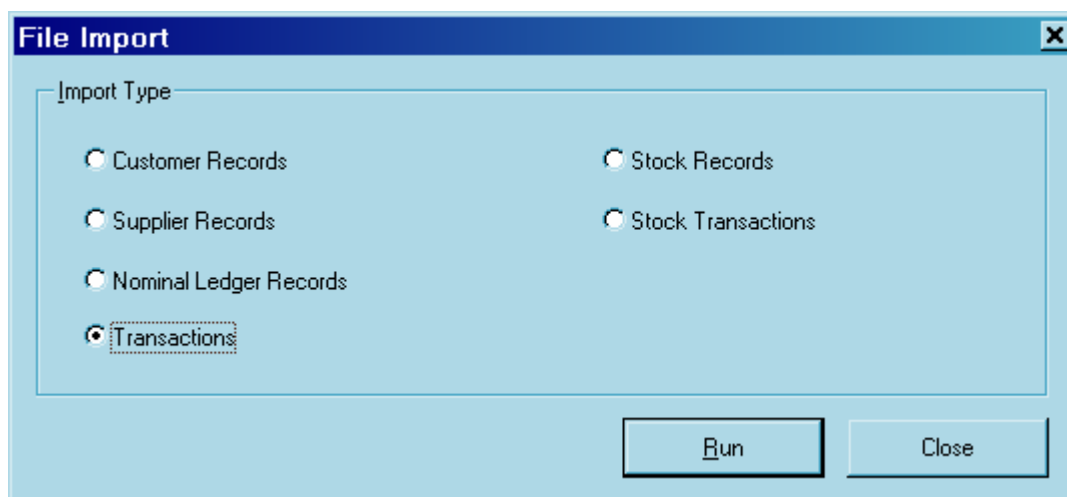 File Import
Import Type
Customer Records
Stock Records
Supplier Records
Stock Transactions
Nominal Ledger Records
Transactions
Run
Close